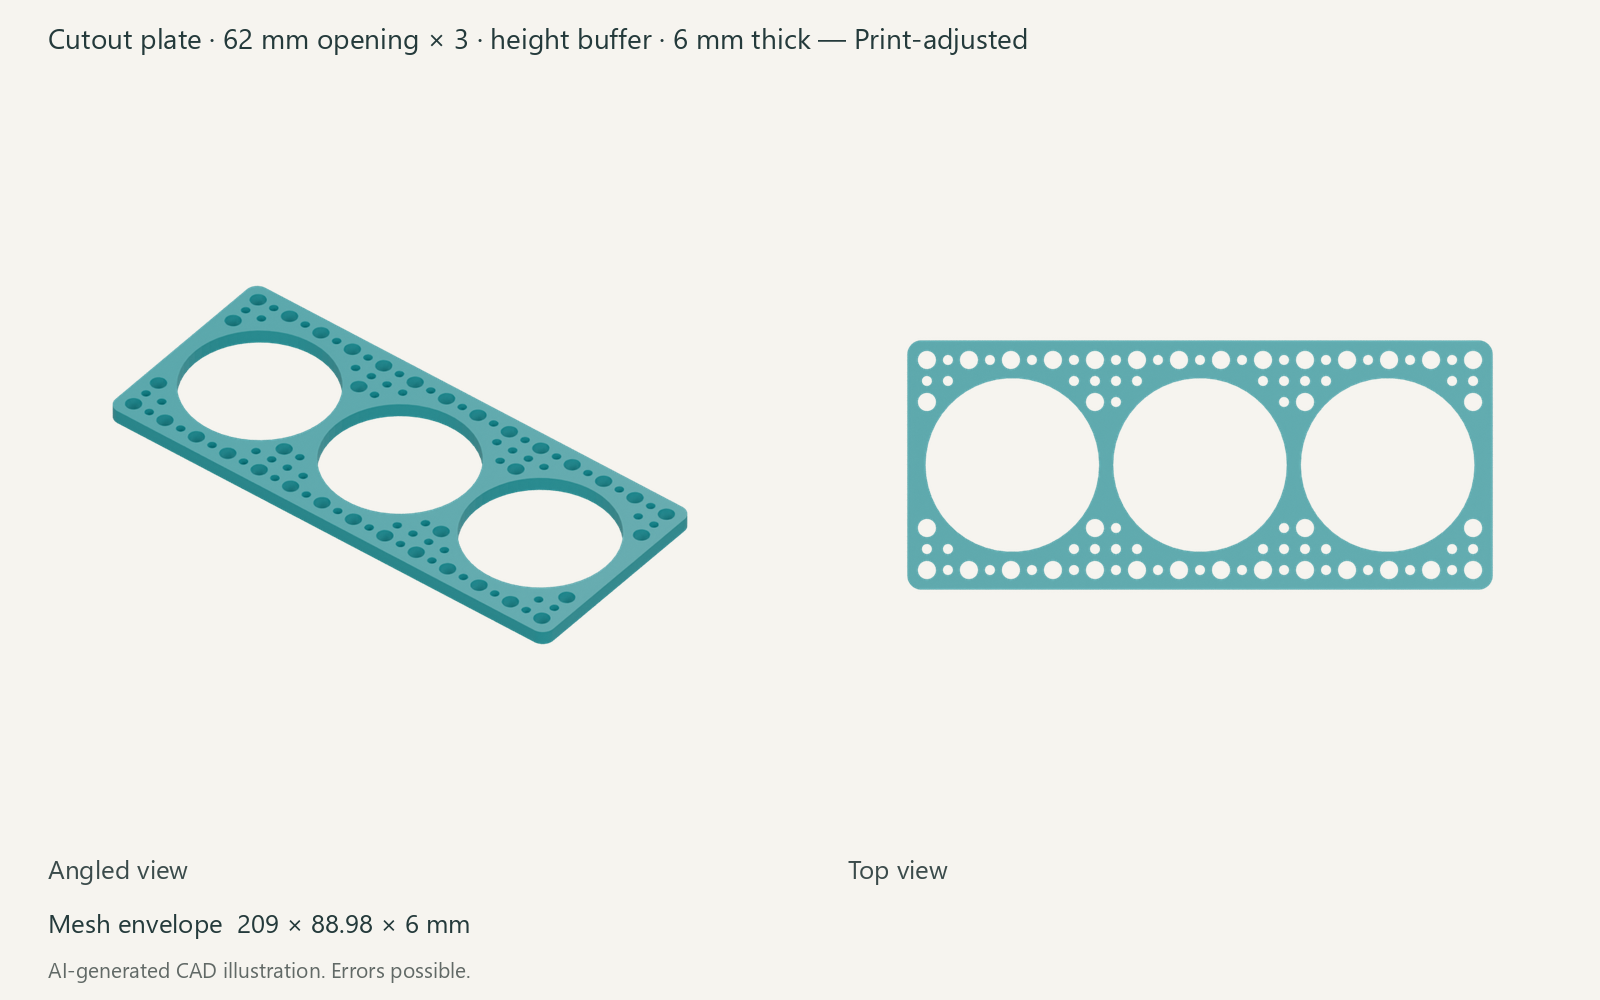 Cutout plate · 62 mm opening × 3 · height buffer · 6 mm thick — Print-adjusted
Angled view
Top view
Mesh envelope  209 × 88.98 × 6 mm
AI-generated CAD illustration. Errors possible.